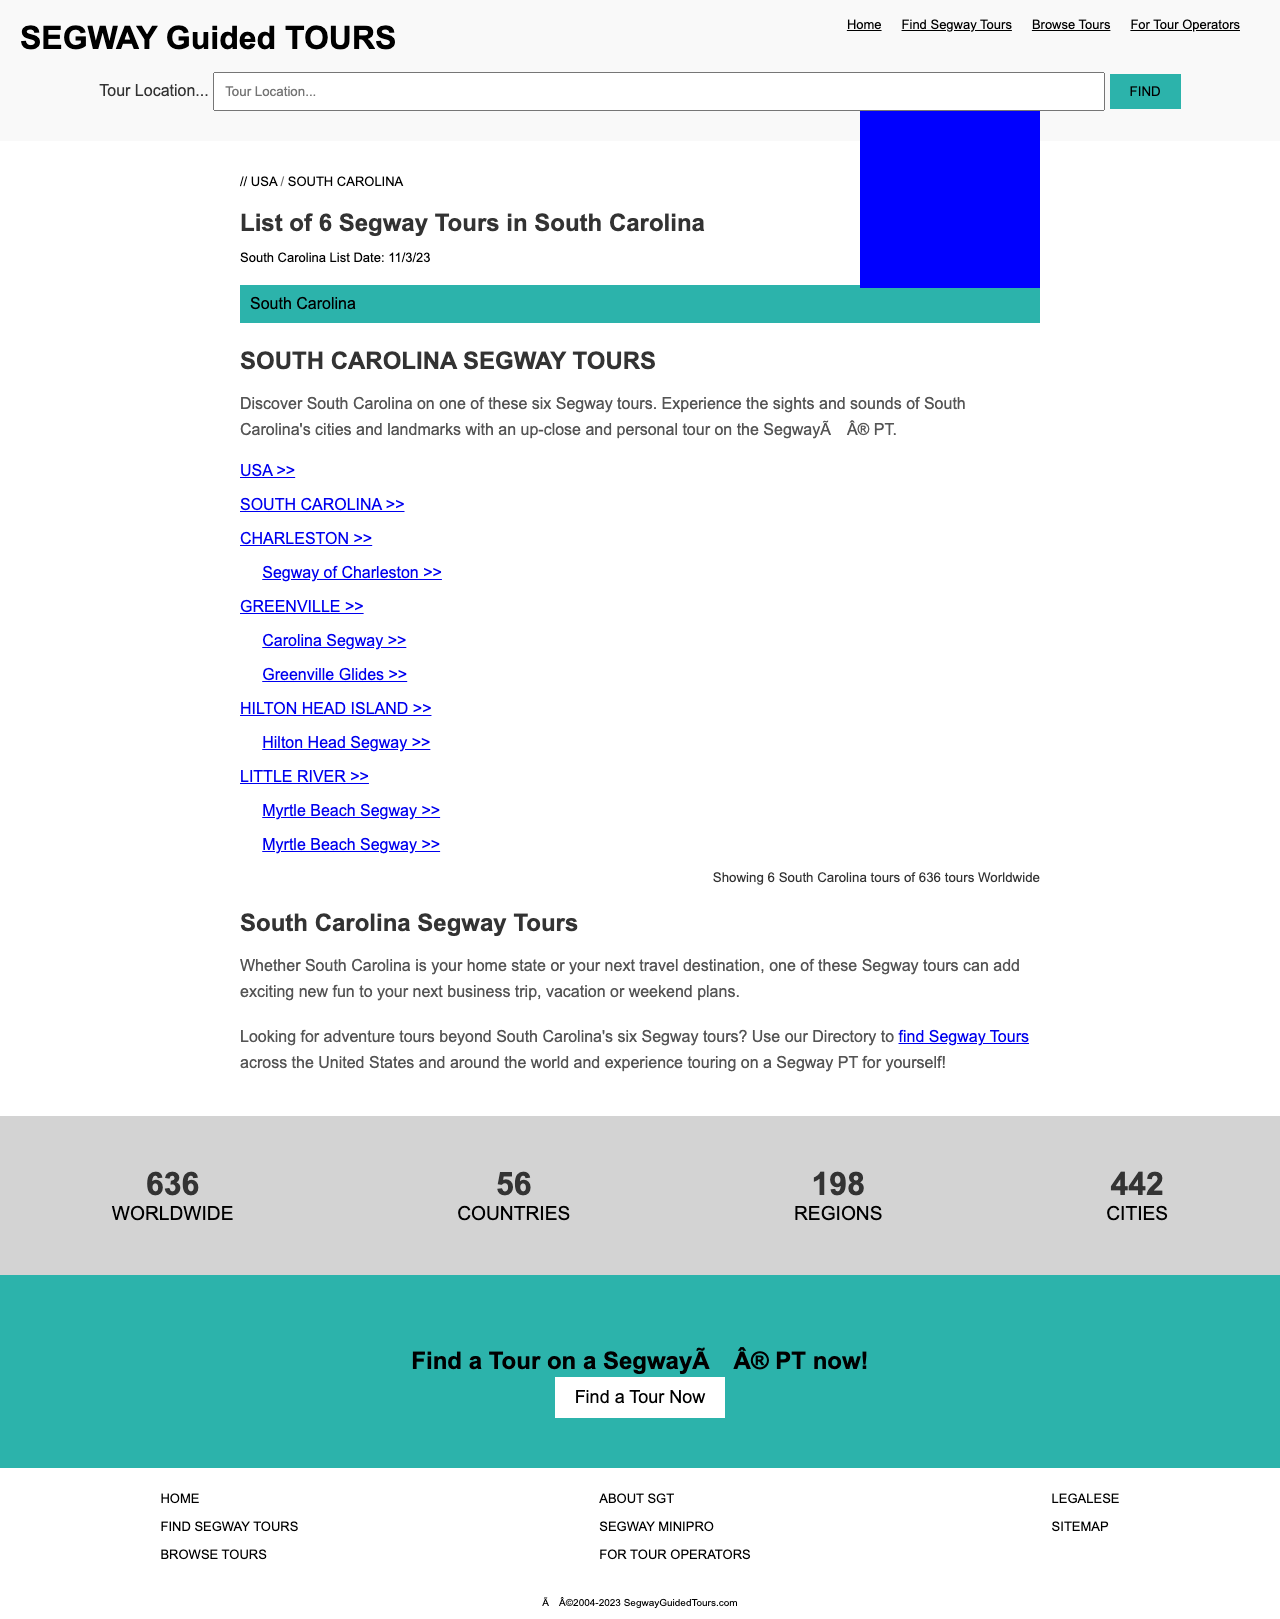 SEGWAY Guided TOURS
Home Find Segway Tours Browse Tours For Tour Operators
Tour Location... Tour Location... FIND
// USA / SOUTH CAROLINA
List of 6 Segway Tours in South Carolina
South Carolina List Date: 11/3/23
South Carolina
SOUTH CAROLINA SEGWAY TOURS
Discover South Carolina on one of these six Segway tours. Experience the sights and sounds of South
Carolina's cities and landmarks with an up-close and personal tour on the SegwayÃ Â® PT.
USA >>
SOUTH CAROLINA >>
CHARLESTON >>
Segway of Charleston >>
GREENVILLE >>
Carolina Segway >>
Greenville Glides >>
HILTON HEAD ISLAND >>
Hilton Head Segway >>
LITTLE RIVER >>
Myrtle Beach Segway >>
Myrtle Beach Segway >>
Showing 6 South Carolina tours of 636 tours Worldwide
South Carolina Segway Tours
Whether South Carolina is your home state or your next travel destination, one of these Segway tours can add
exciting new fun to your next business trip, vacation or weekend plans.
Looking for adventure tours beyond South Carolina's six Segway tours? Use our Directory to find Segway Tours
across the United States and around the world and experience touring on a Segway PT for yourself!
636 56 198 442
WORLDWIDE COUNTRIES REGIONS CITIES
Find a Tour on a SegwayÃ Â® PT now!
Find a Tour Now
HOME ABOUT SGT LEGALESE
FIND SEGWAY TOURS SEGWAY MINIPRO SITEMAP
BROWSE TOURS FOR TOUR OPERATORS
Ã Â©2004-2023 SegwayGuidedTours.com